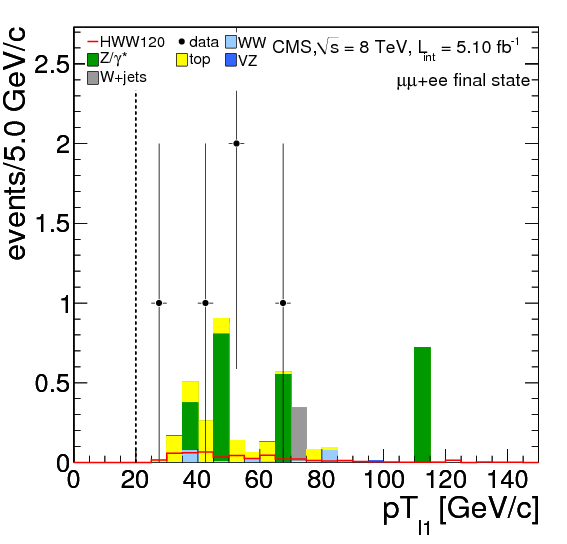 HWW120
data
WW
CMS,√s = 8 TeV, L_int = 5.10 fb⁻¹
Z/γ*
top
VZ
W+jets
μμ+ee final state
events/5.0 GeV/c
2.5
2
1.5
1
0.5
0
0 20 40 60 80 100 120 140
pT_l1 [GeV/c]